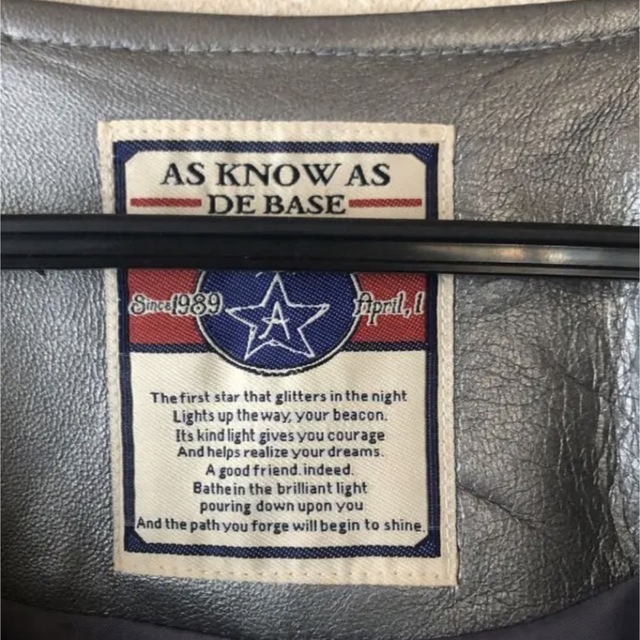 AS KNOW AS
DE BASE
Since1989
A
April, 1
The first star that glitters in the night
Lights up the way, your beacon.
Its kind light gives you courage
And helps realize your dreams.
A good friend. indeed.
Bathe in the brilliant light
pouring down upon you
And the path you forge will begin to shine.